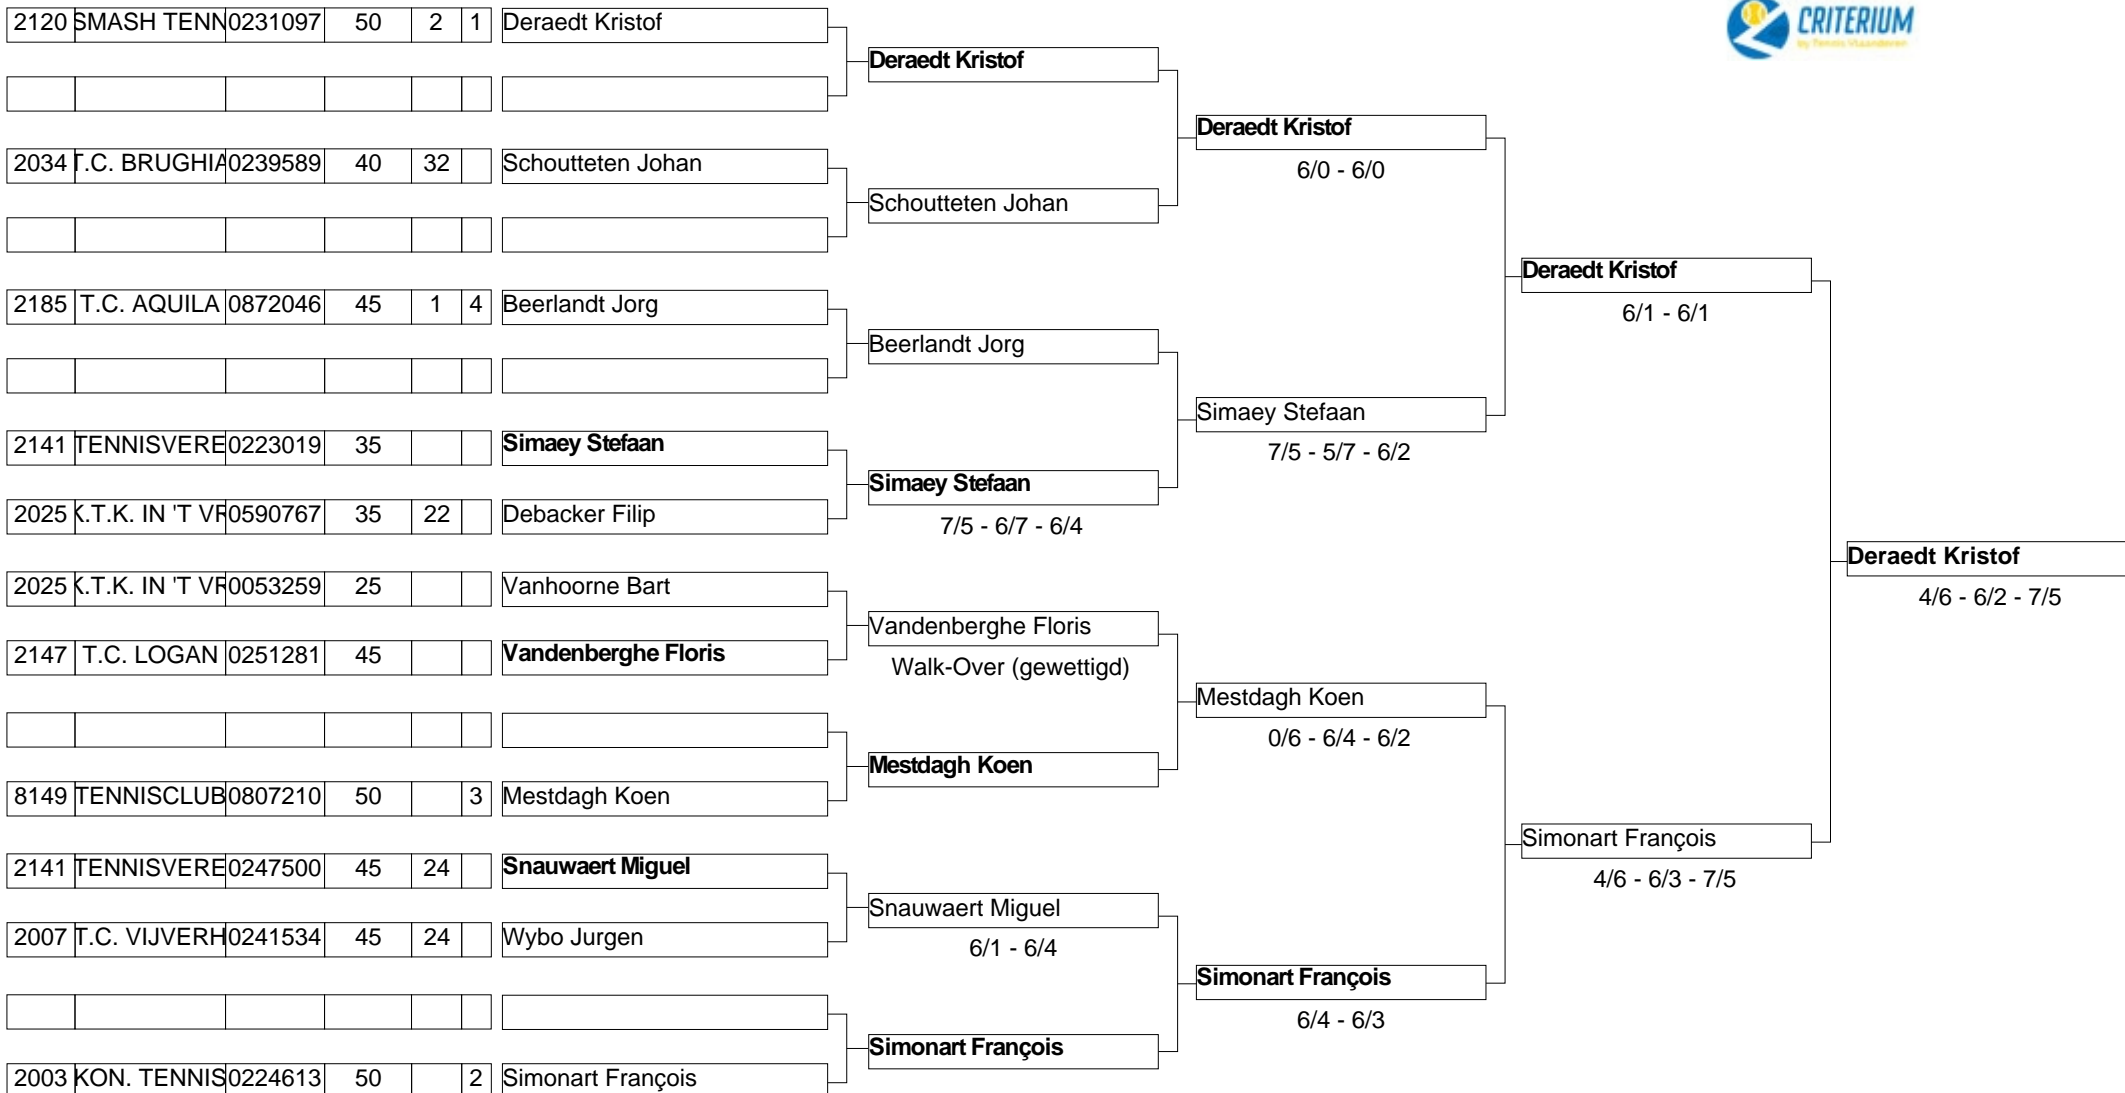 CRITERIUM
by Tennis Vlaanderen
2120 SMASH TENN 0231097 50 2 1 Deraedt Kristof
Deraedt Kristof
Deraedt Kristof
6/0 - 6/0
2034 T.C. BRUGHIA 0239589 40 32 Schoutteten Johan
Schoutteten Johan
Deraedt Kristof
6/1 - 6/1
2185 T.C. AQUILA 0872046 45 1 4 Beerlandt Jorg
Beerlandt Jorg
Simaey Stefaan
7/5 - 5/7 - 6/2
2141 TENNISVERE 0223019 35 Simaey Stefaan
Simaey Stefaan
7/5 - 6/7 - 6/4
2025 K.T.K. IN 'T VR 0590767 35 22 Debacker Filip
Deraedt Kristof
4/6 - 6/2 - 7/5
2025 K.T.K. IN 'T VR 0053259 25 Vanhoorne Bart
Vandenberghe Floris
Walk-Over (gewettigd)
2147 T.C. LOGAN 0251281 45 Vandenberghe Floris
Mestdagh Koen
0/6 - 6/4 - 6/2
Mestdagh Koen
8149 TENNISCLUB 0807210 50 3 Mestdagh Koen
Simonart François
4/6 - 6/3 - 7/5
2141 TENNISVERE 0247500 45 24 Snauwaert Miguel
Snauwaert Miguel
6/1 - 6/4
2007 T.C. VIJVERH 0241534 45 24 Wybo Jurgen
Simonart François
6/4 - 6/3
Simonart François
2003 KON. TENNIS 0224613 50 2 Simonart François